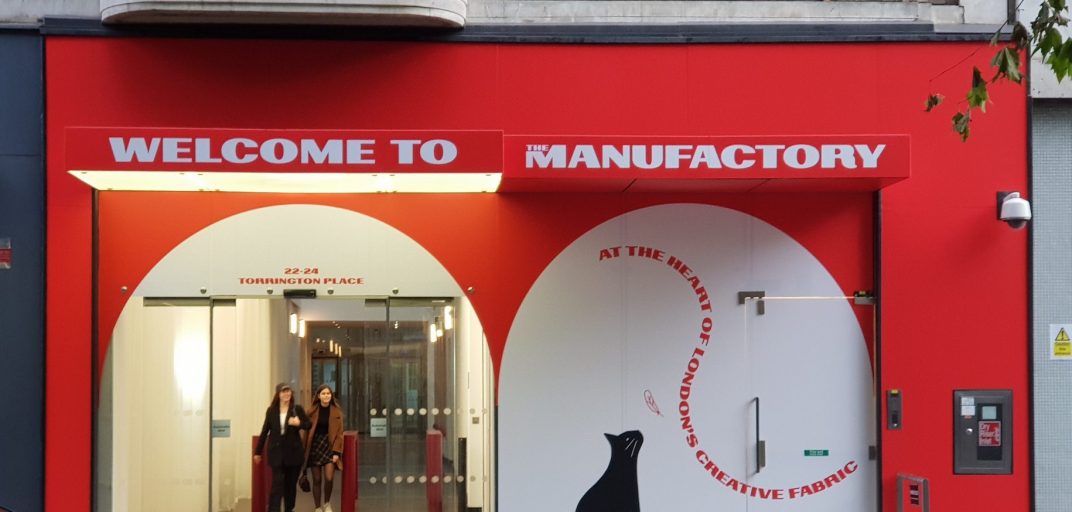 WELCOME TO
THE MANUFACTORY
22-24
TORRINGTON PLACE
AT THE HEART OF LONDON'S CREATIVE FABRIC